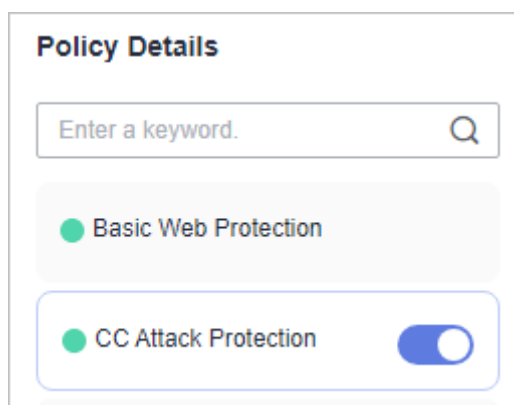 Policy Details
Enter a keyword.
Basic Web Protection
CC Attack Protection